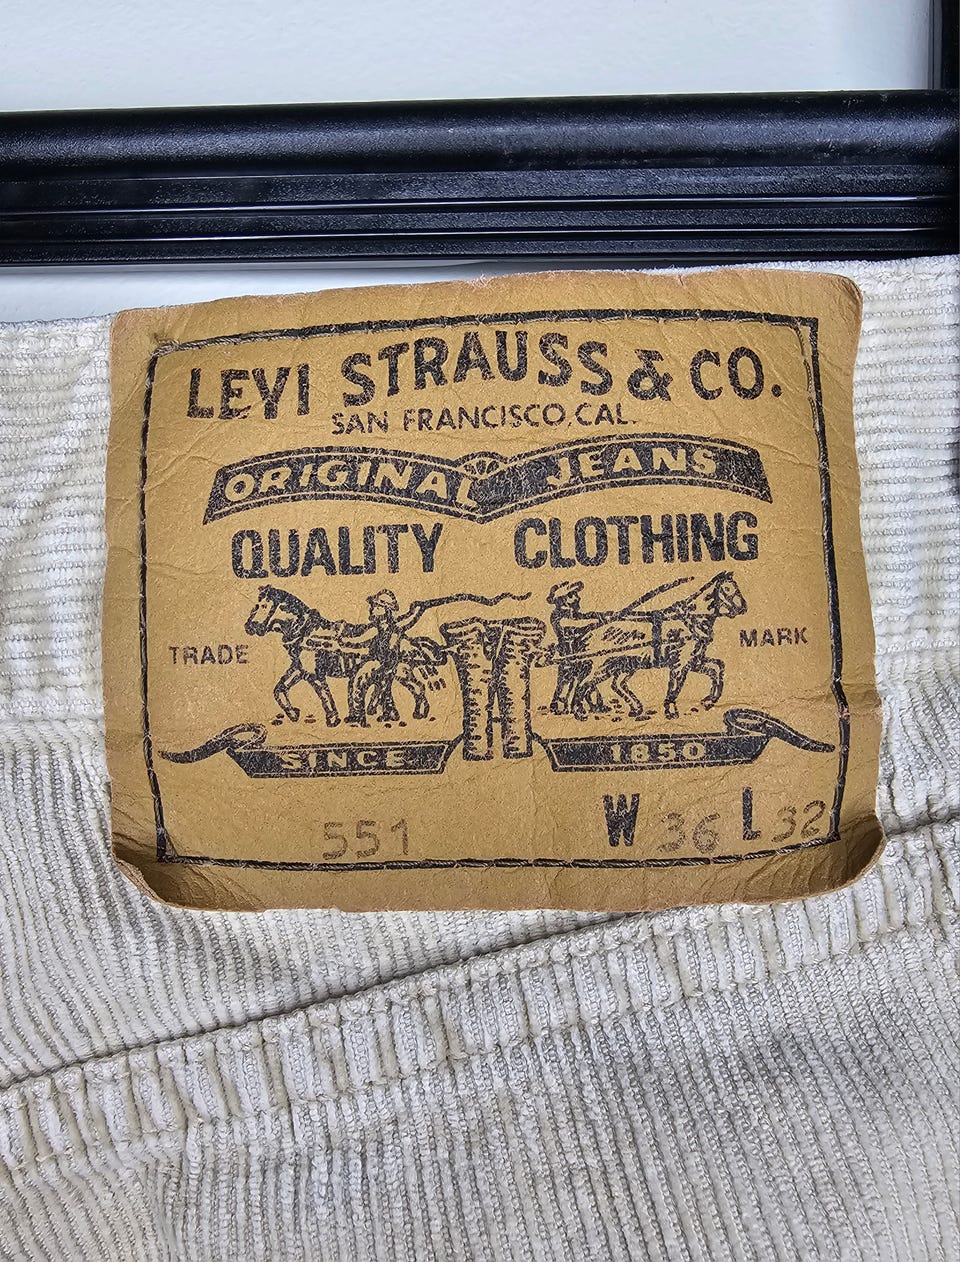 LEVI STRAUSS & CO.
SAN FRANCISCO, CAL.
ORIGINAL JEANS
QUALITY CLOTHING
TRADE MARK
SINCE 1850
551 W 36 L 32